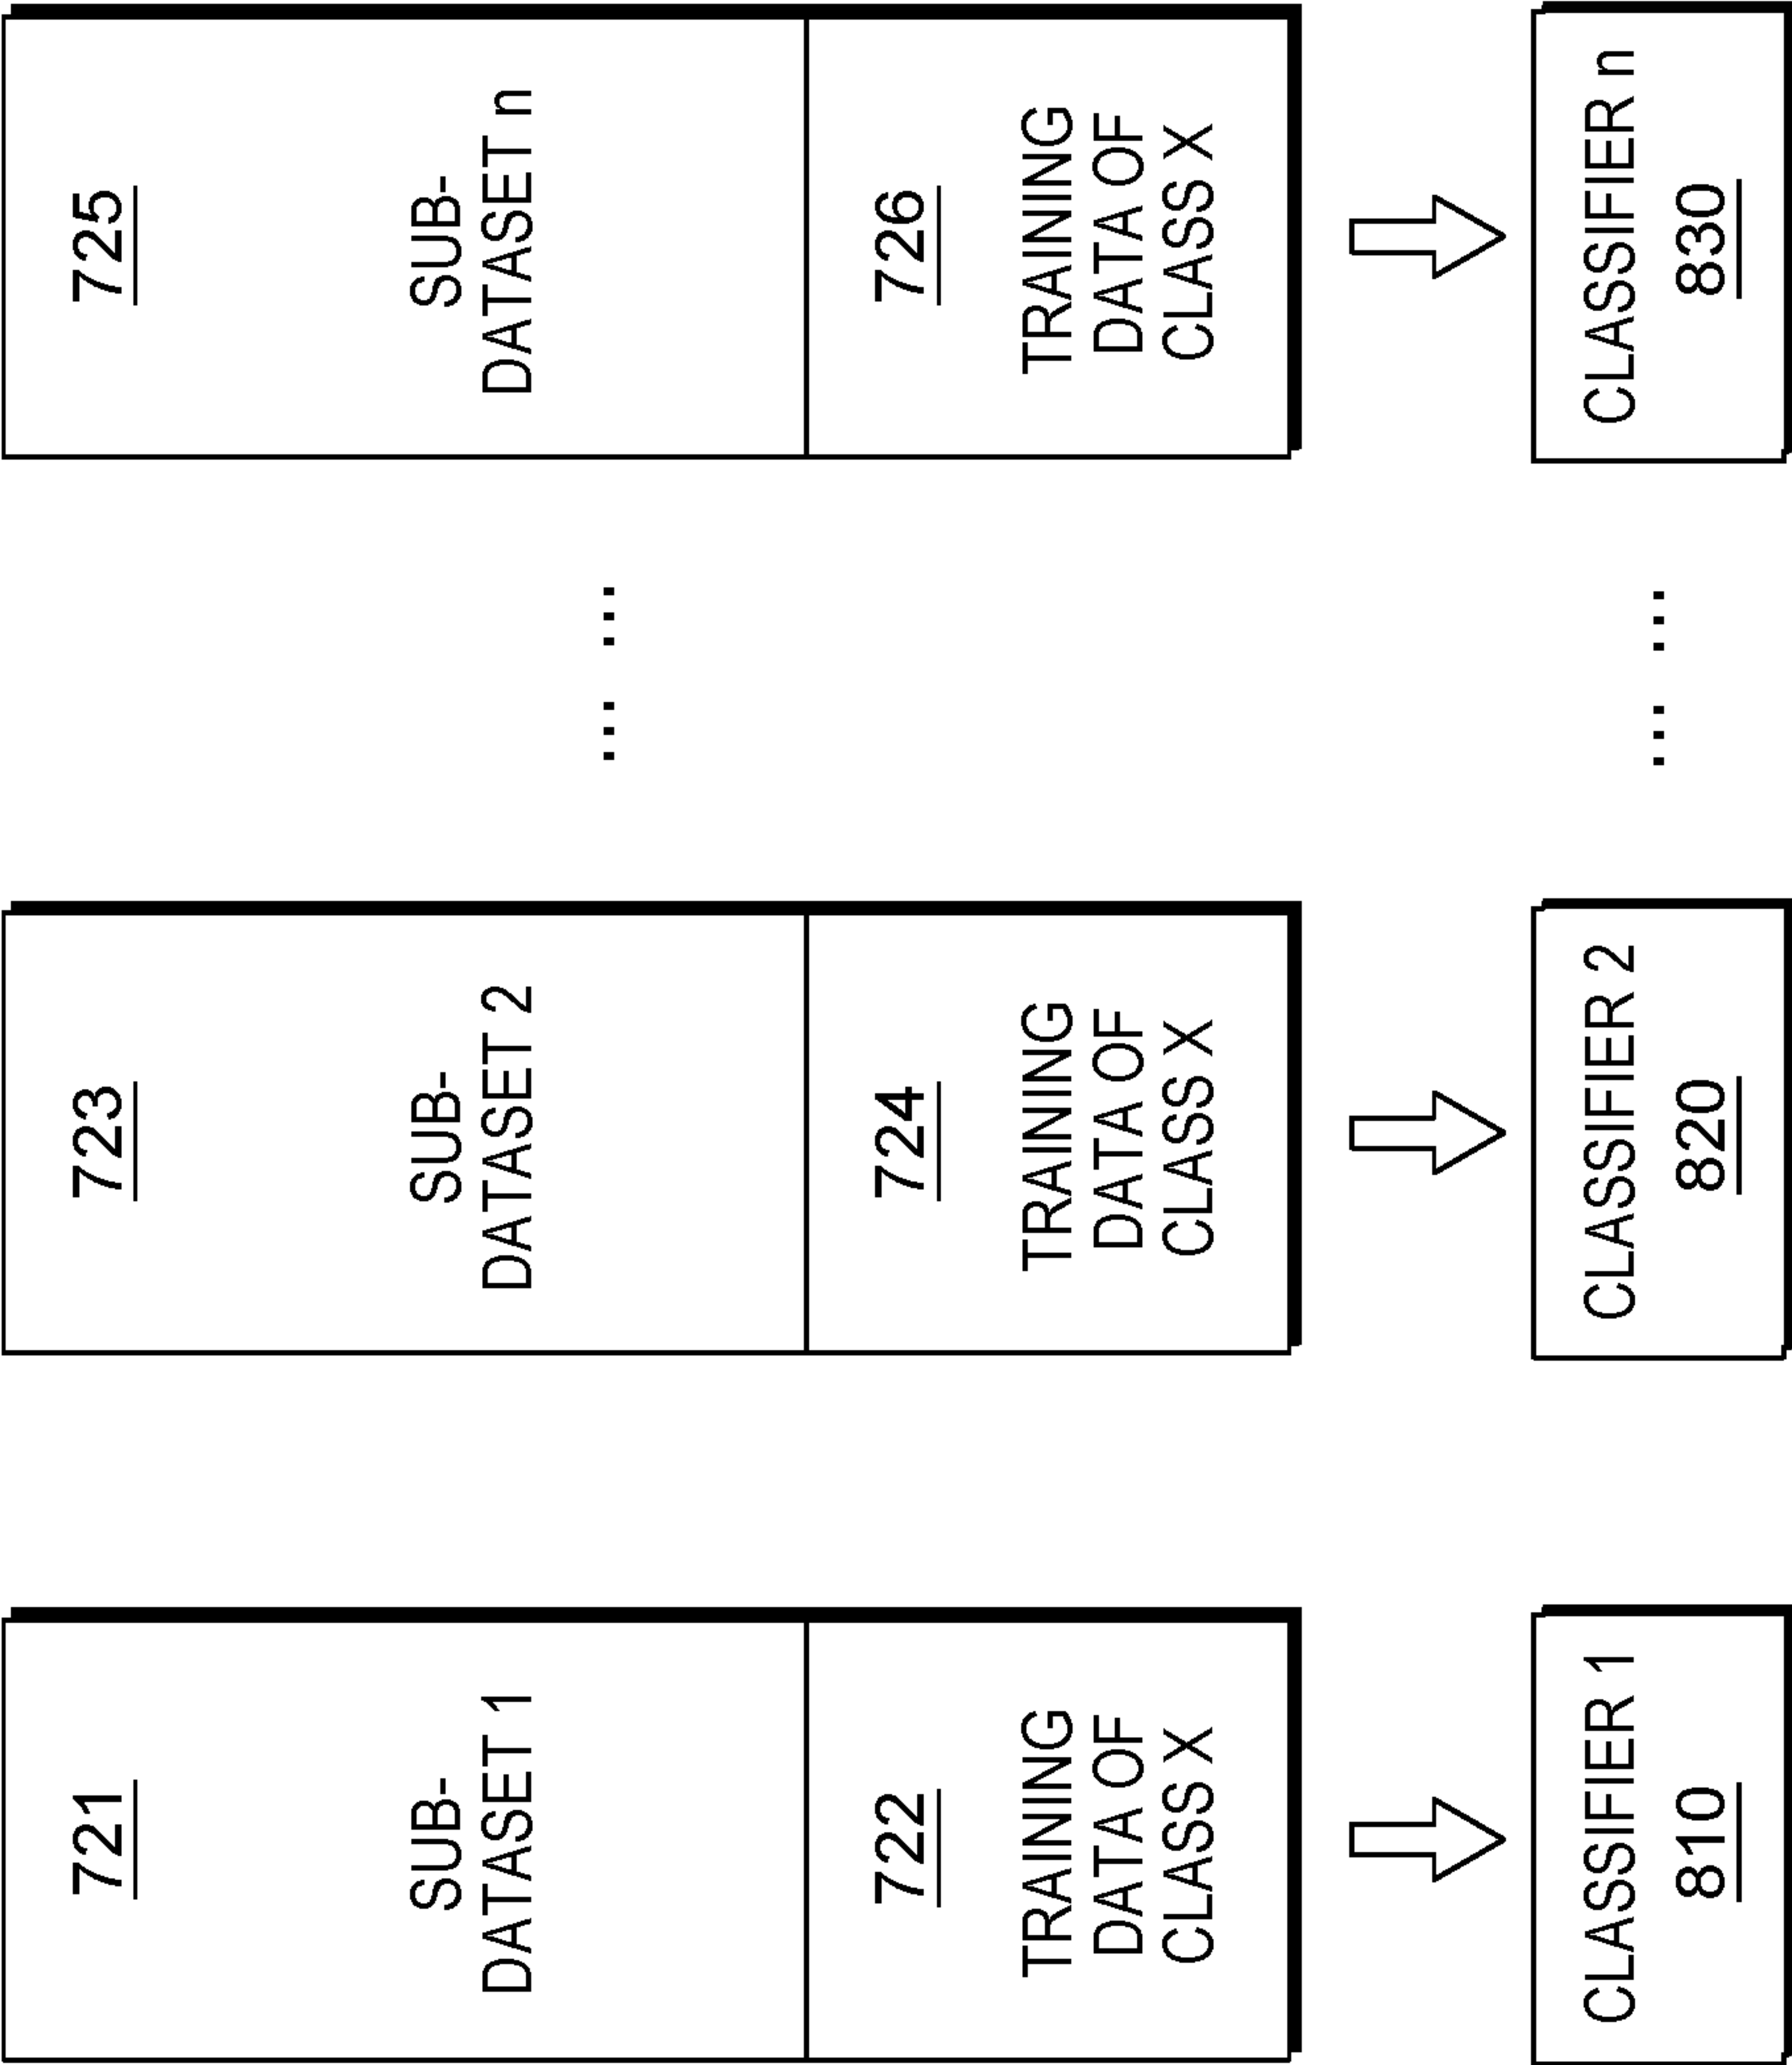 721
SUB-
DATASET 1
722
TRAINING
DATA OF
CLASS X
CLASSIFIER 1
810
723
SUB-
DATASET 2
724
TRAINING
DATA OF
CLASS X
CLASSIFIER 2
820
... ...
... ...
725
SUB-
DATASET n
726
TRAINING
DATA OF
CLASS X
CLASSIFIER n
830